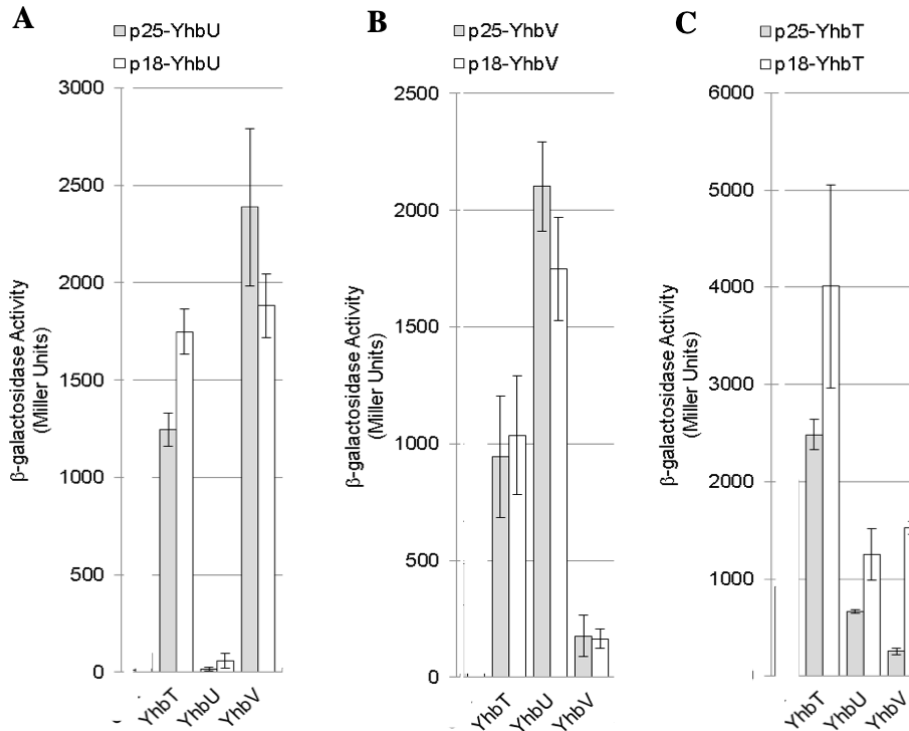 A
p25-YhbU
p18-YhbU
3000
2500
2000
1500
1000
500
0
β-galactosidase Activity
(Miller Units)
YhbT
YhbU
YhbV
B
p25-YhbV
p18-YhbV
2500
2000
1500
1000
500
0
β-galactosidase Activity
(Miller Units)
YhbT
YhbU
YhbV
C
p25-YhbT
p18-YhbT
6000
5000
4000
3000
2000
1000
β-galactosidase Activity
(Miller Units)
YhbT
YhbU
YhbV